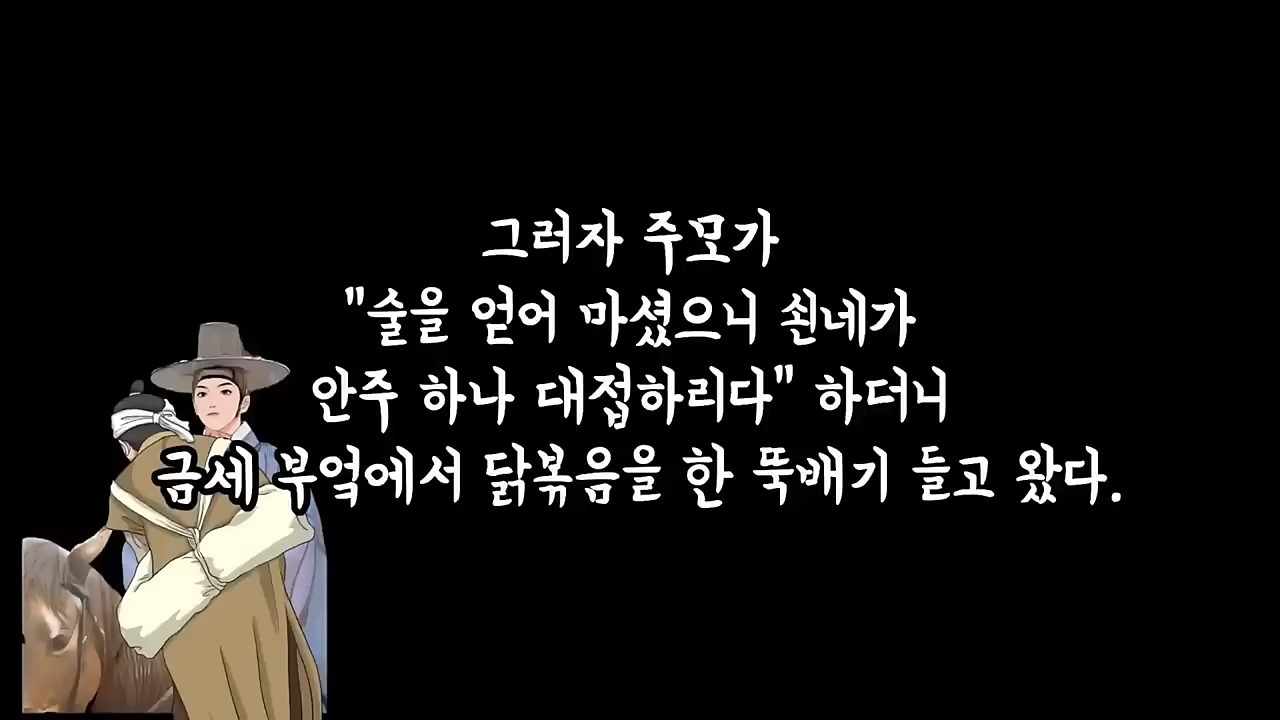 그러자 주모가
"술을 얻어 마셨으니 쇤네가
안주 하나 대접하리다" 하더니
금세 부엌에서 닭볶음을 한 뚝배기 들고 왔다.